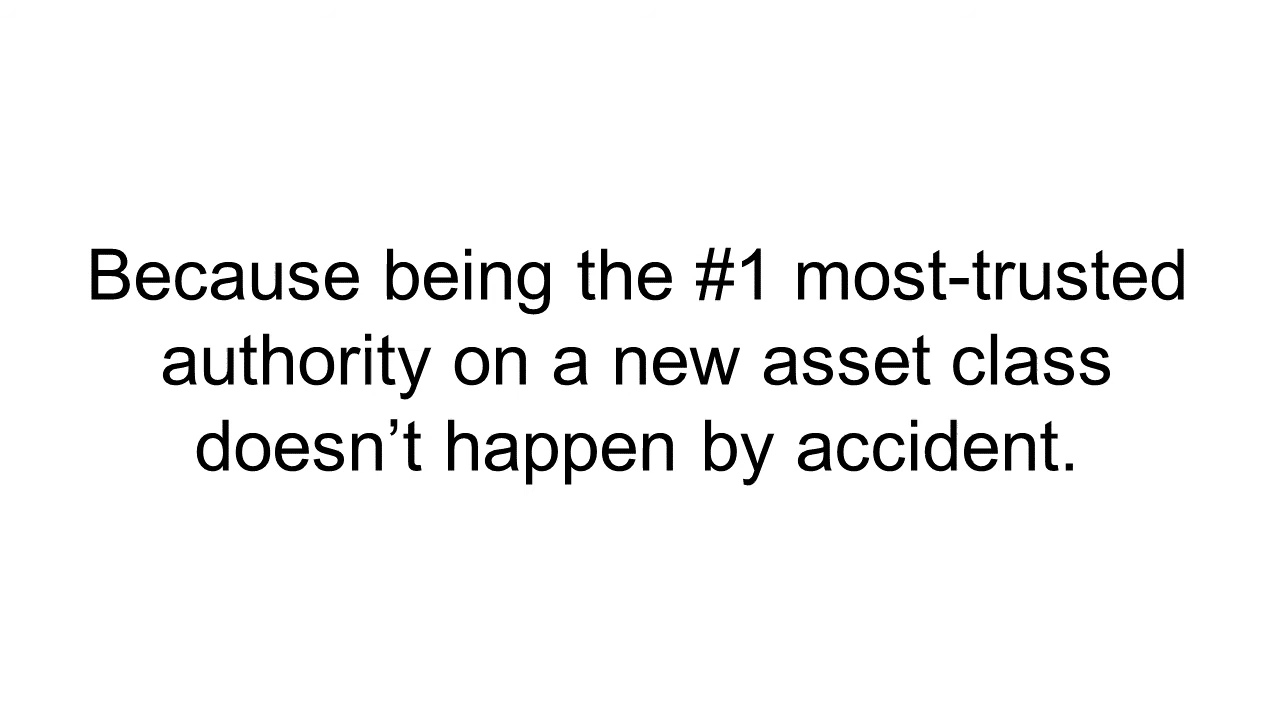 Because being the #1 most-trusted
authority on a new asset class
doesn’t happen by accident.